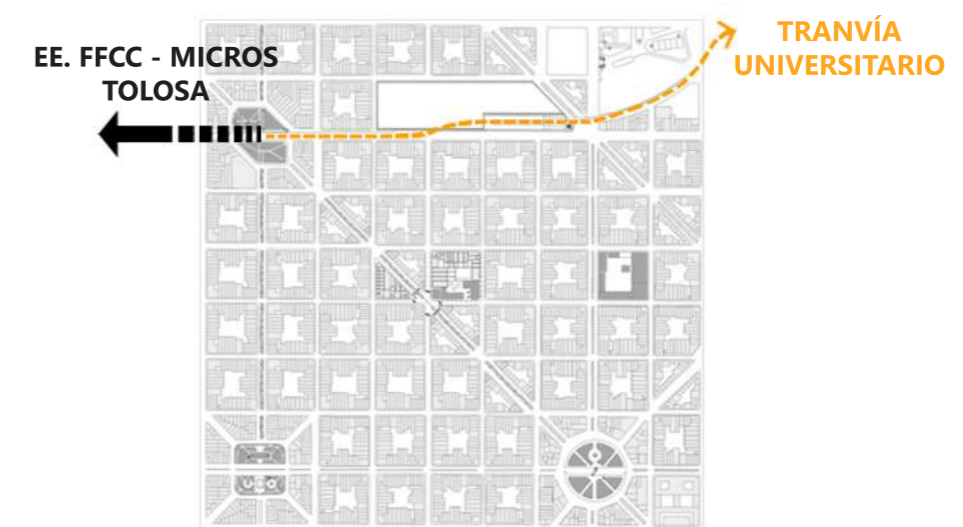 EE. FFCC - MICROS
TOLOSA
TRANVÍA
UNIVERSITARIO